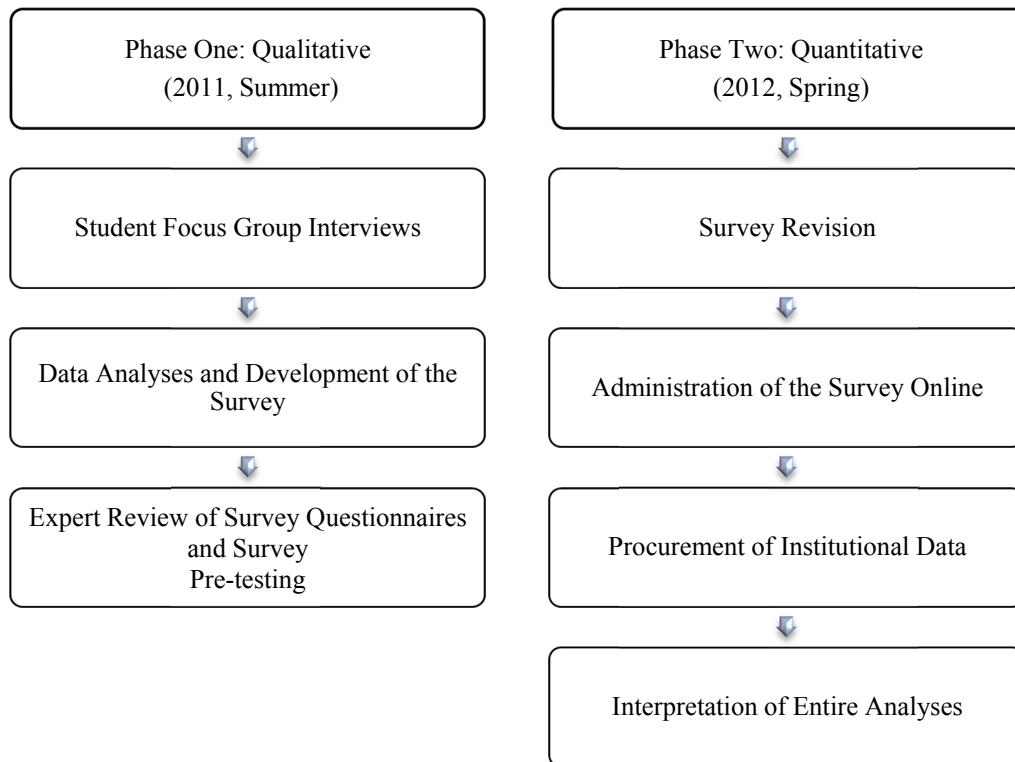 Phase One: Qualitative
(2011, Summer)
Student Focus Group Interviews
Data Analyses and Development of the
Survey
Expert Review of Survey Questionnaires
and Survey
Pre-testing
Phase Two: Quantitative
(2012, Spring)
Survey Revision
Administration of the Survey Online
Procurement of Institutional Data
Interpretation of Entire Analyses